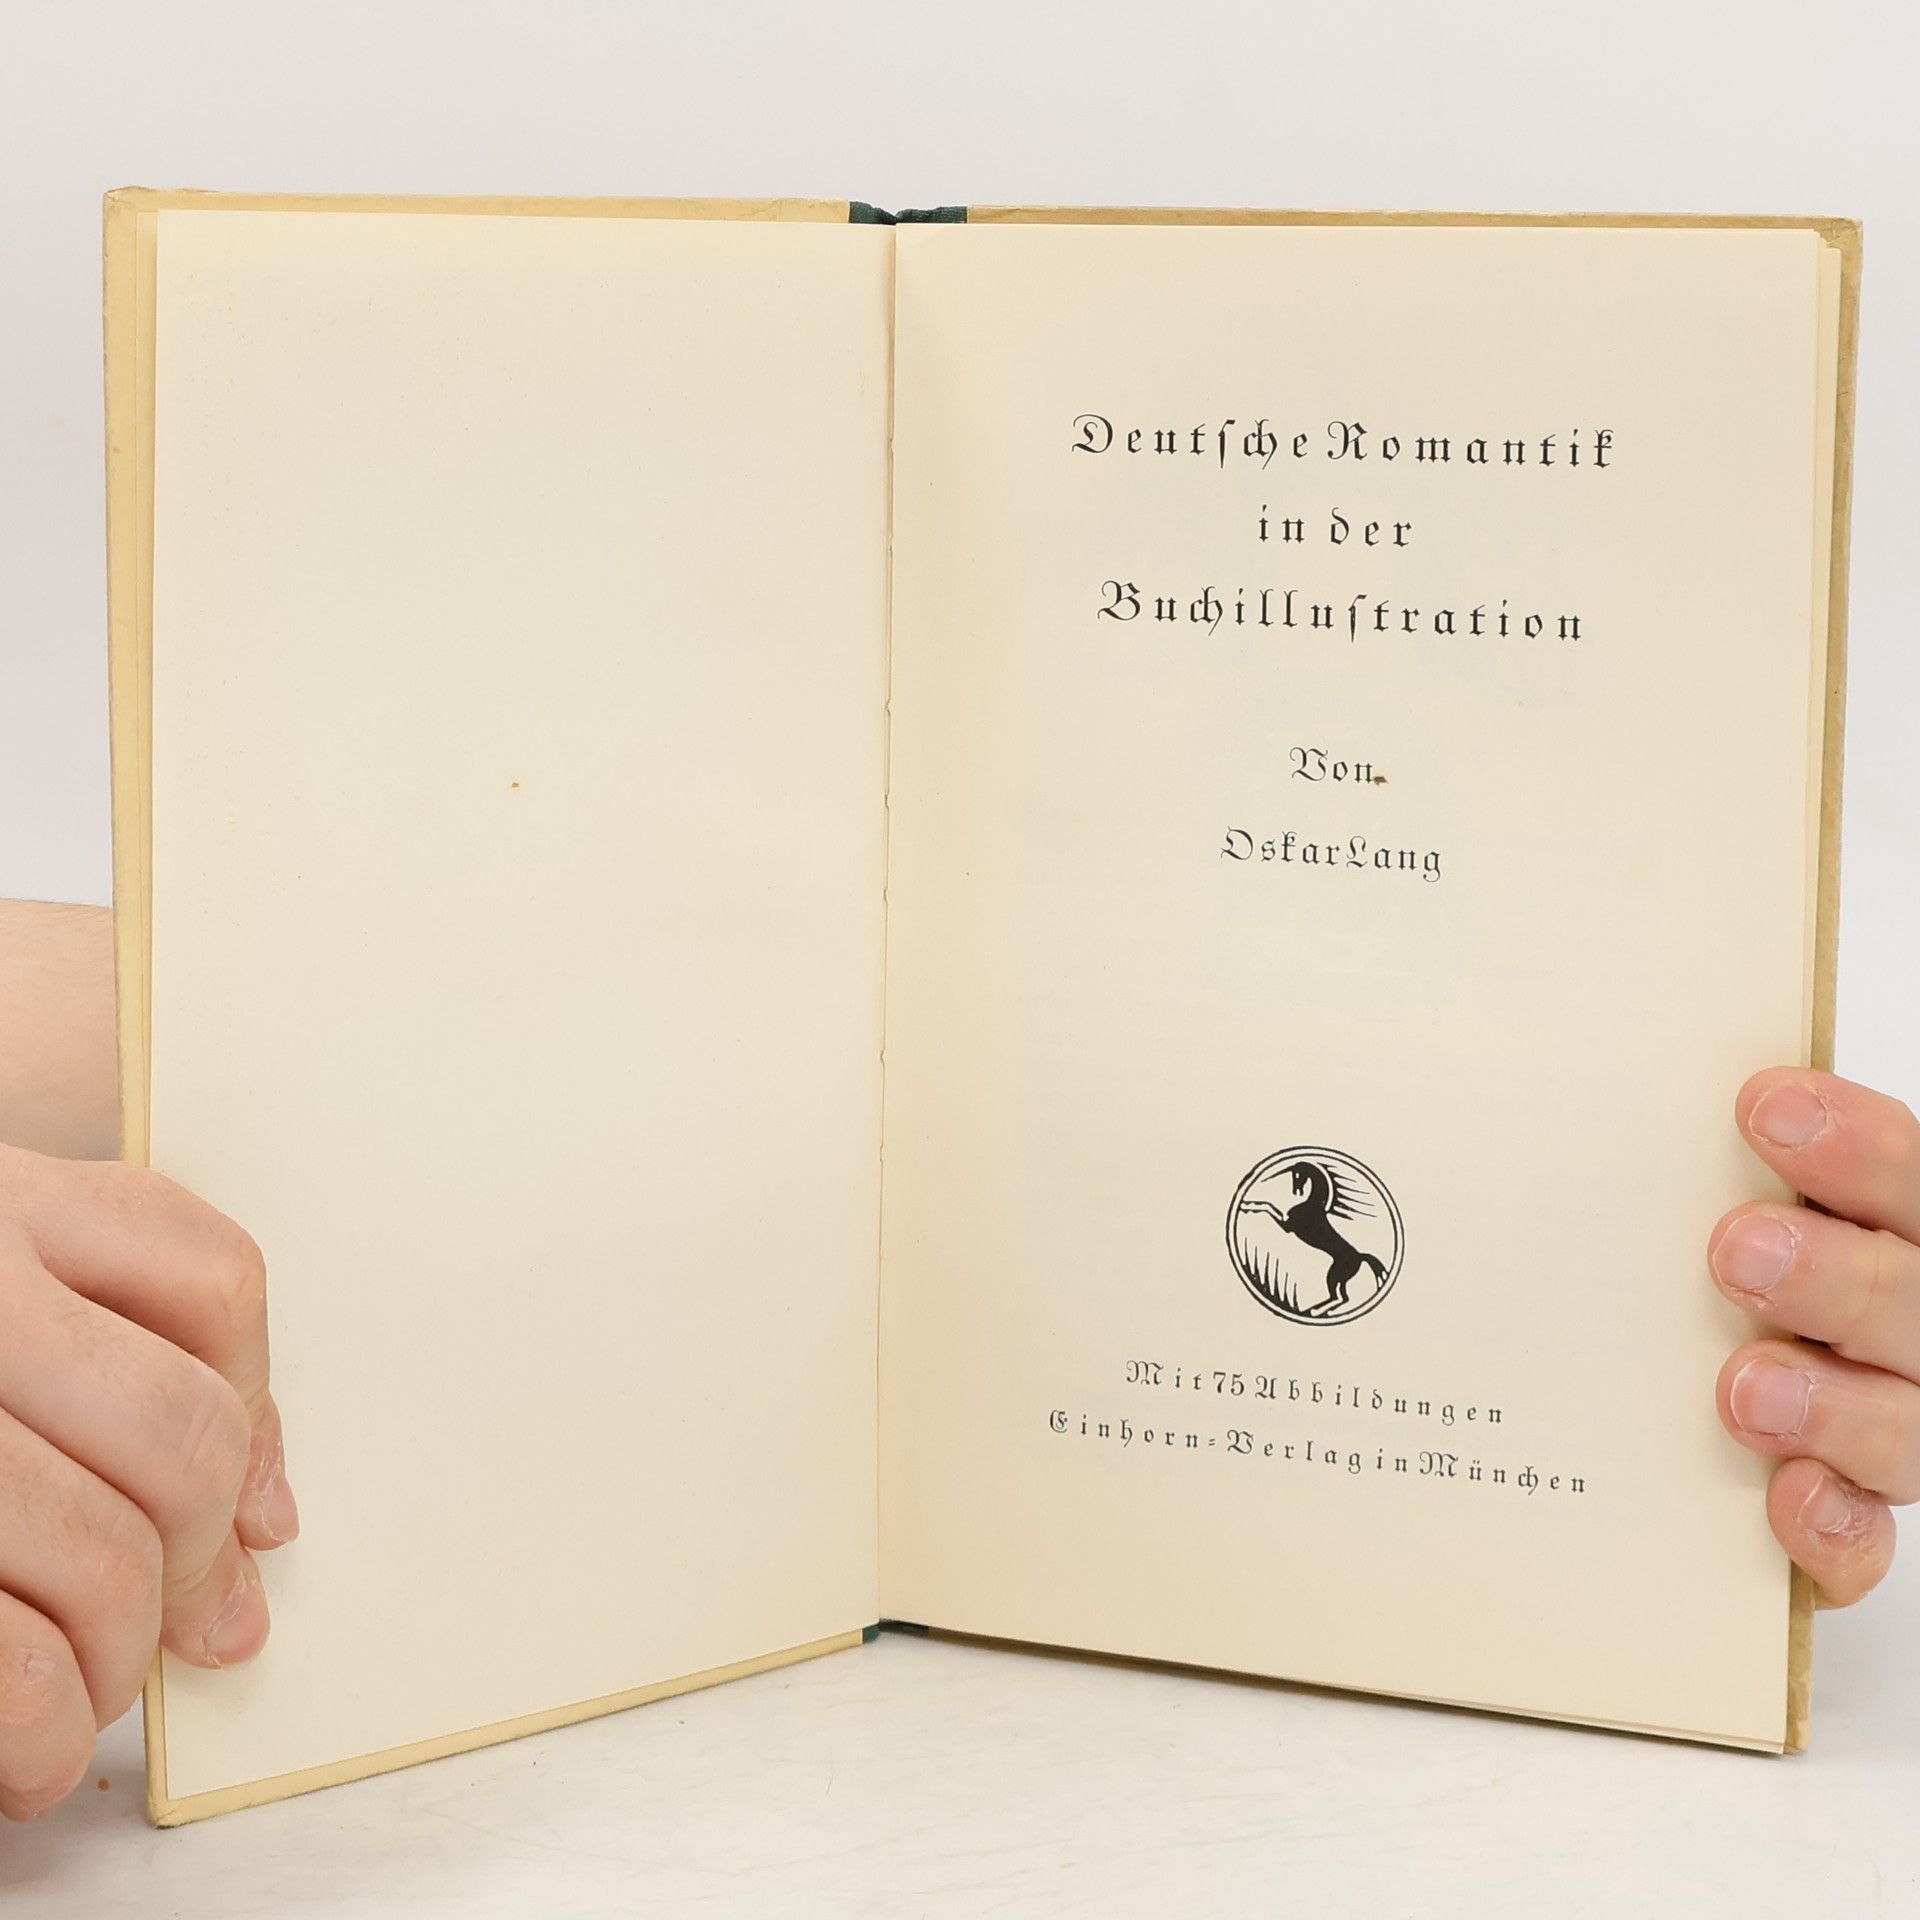 Deutſche Romantik
in der
Buchilluſtration
Von
Oskar Lang
Mit 75 Abbildungen
Einhorn-Verlag in München